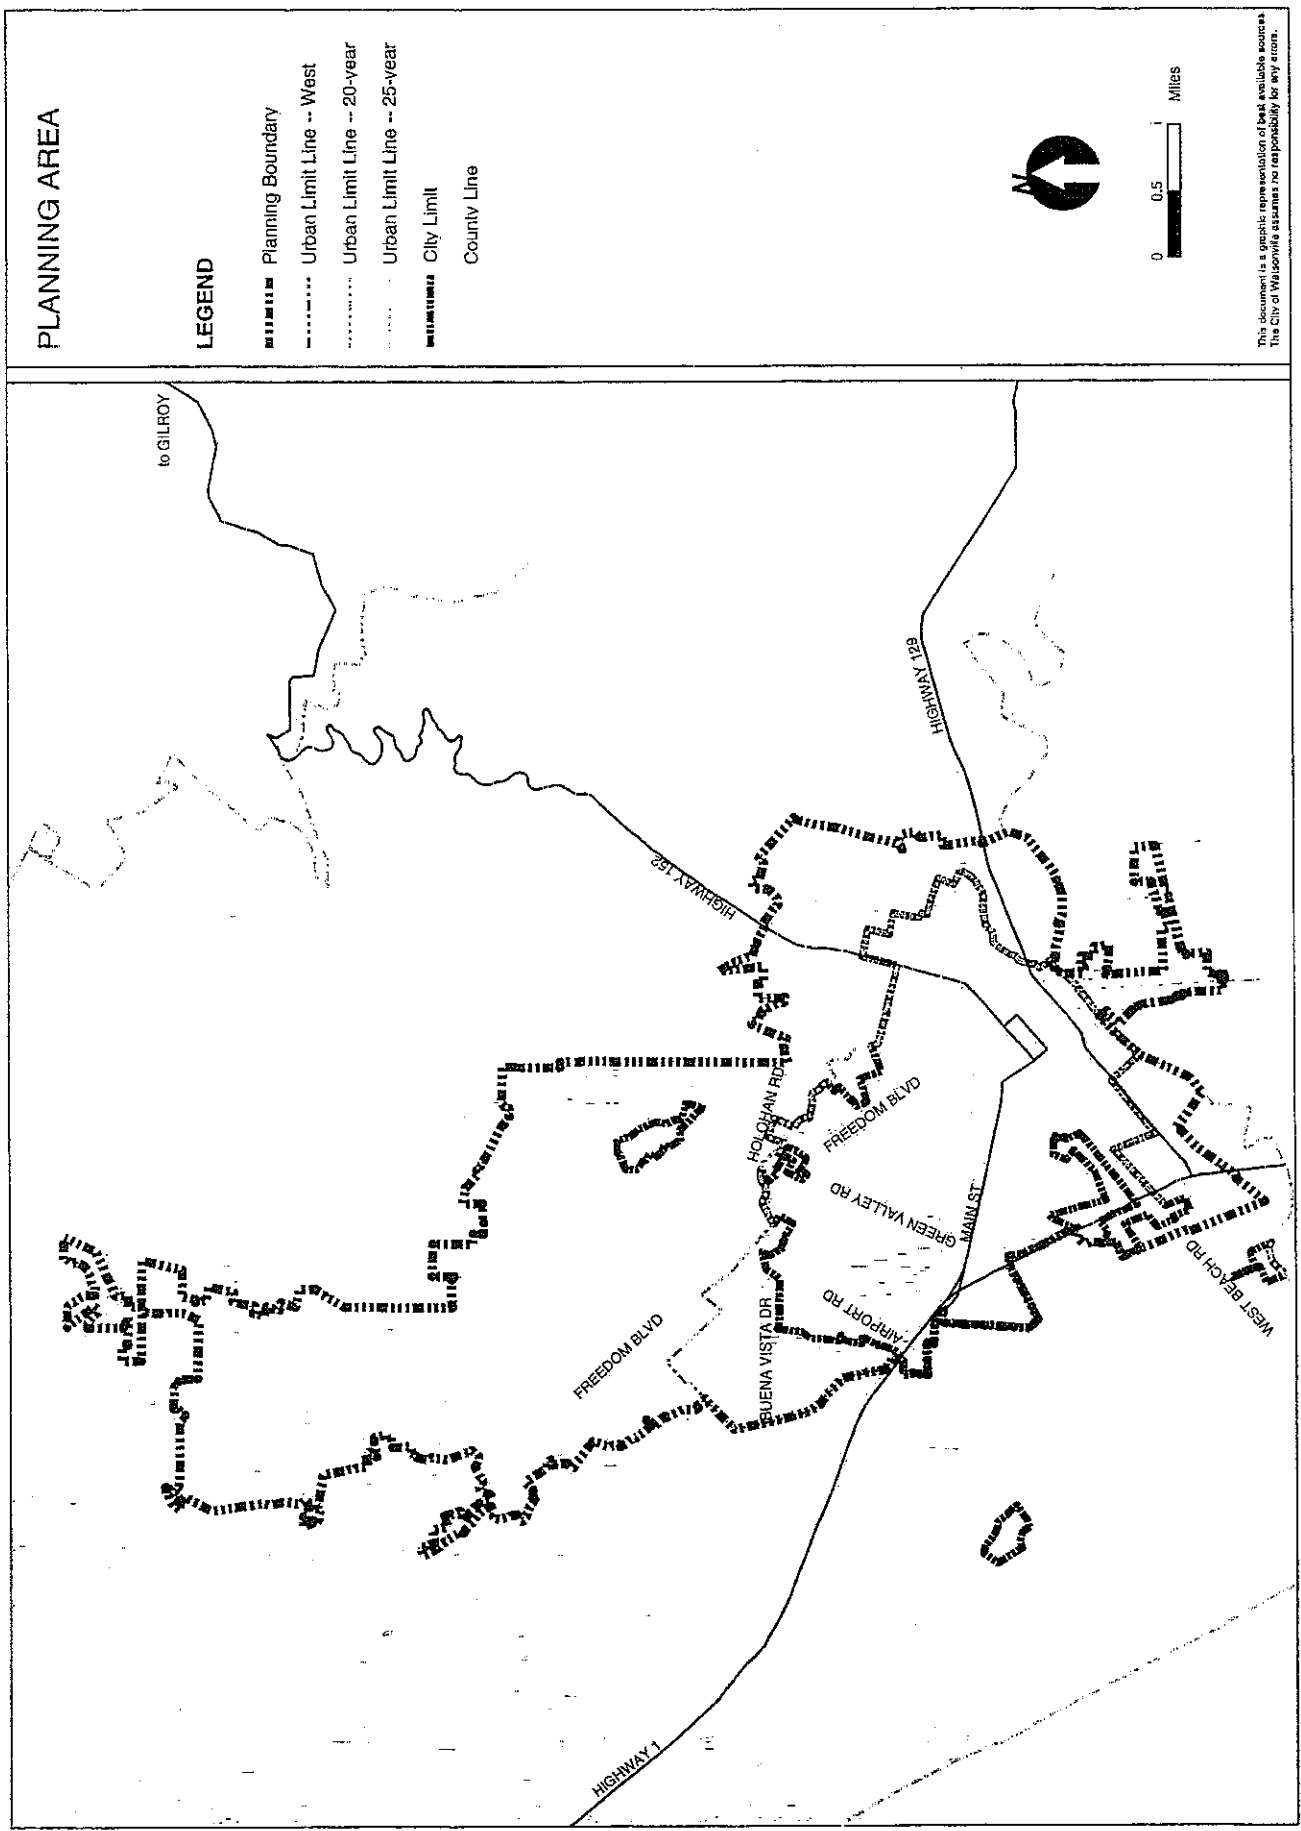 PLANNING AREA
LEGEND
Planning Boundary
Urban Limit Line -- West
Urban Limit Line -- 20-year
Urban Limit Line -- 25-year
City Limit
County Line
N
0 0.5 1
Miles
This document is a graphic representation of best available sources.
The City of Watsonville assumes no responsibility for any errors.
to GILROY
HIGHWAY 152
HIGHWAY 129
HOLOHAN RD
FREEDOM BLVD
GREEN VALLEY RD
MAIN ST
AIRPORT RD
BUENA VISTA DR
FREEDOM BLVD
WEST BEACH RD
HIGHWAY 1